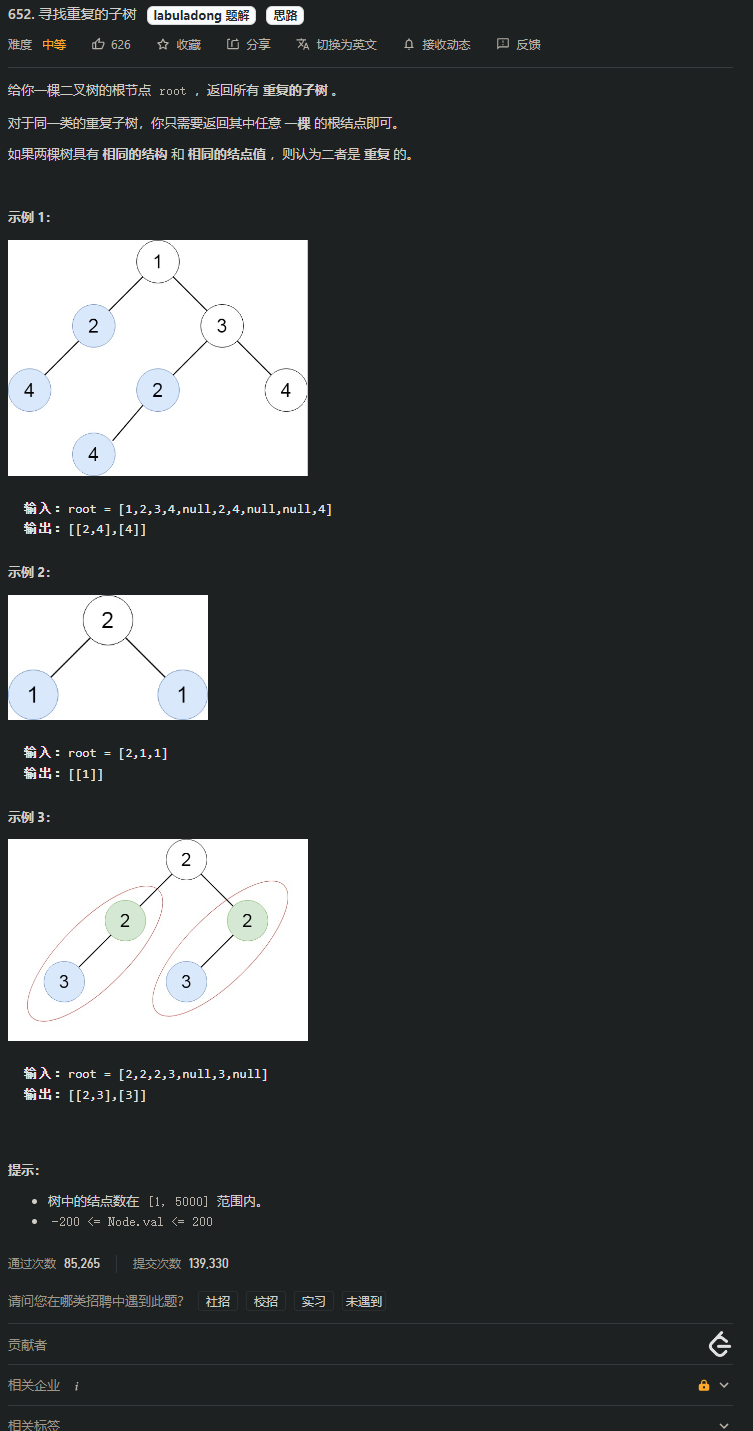 652. 寻找重复的子树 labuladong 题解 思路
难度 中等 626 收藏 分享 切换为英文 接收动态 反馈
给你一棵二叉树的根节点 root ，返回所有 重复的子树 。
对于同一类的重复子树，你只需要返回其中任意 一棵 的根结点即可。
如果两棵树具有 相同的结构 和 相同的结点值 ，则认为二者是 重复 的。
示例 1：
1
2 3
4 2 4
4
输入：root = [1,2,3,4,null,2,4,null,null,4]
输出：[[2,4],[4]]
示例 2：
2
1 1
输入：root = [2,1,1]
输出：[[1]]
示例 3：
2
2 2
3 3
输入：root = [2,2,2,3,null,3,null]
输出：[[2,3],[3]]
提示：
• 树中的结点数在 [1, 5000] 范围内。
• -200 <= Node.val <= 200
通过次数 85,265 提交次数 139,330
请问您在哪类招聘中遇到此题？ 社招 校招 实习 未遇到
贡献者
相关企业 i
相关标签